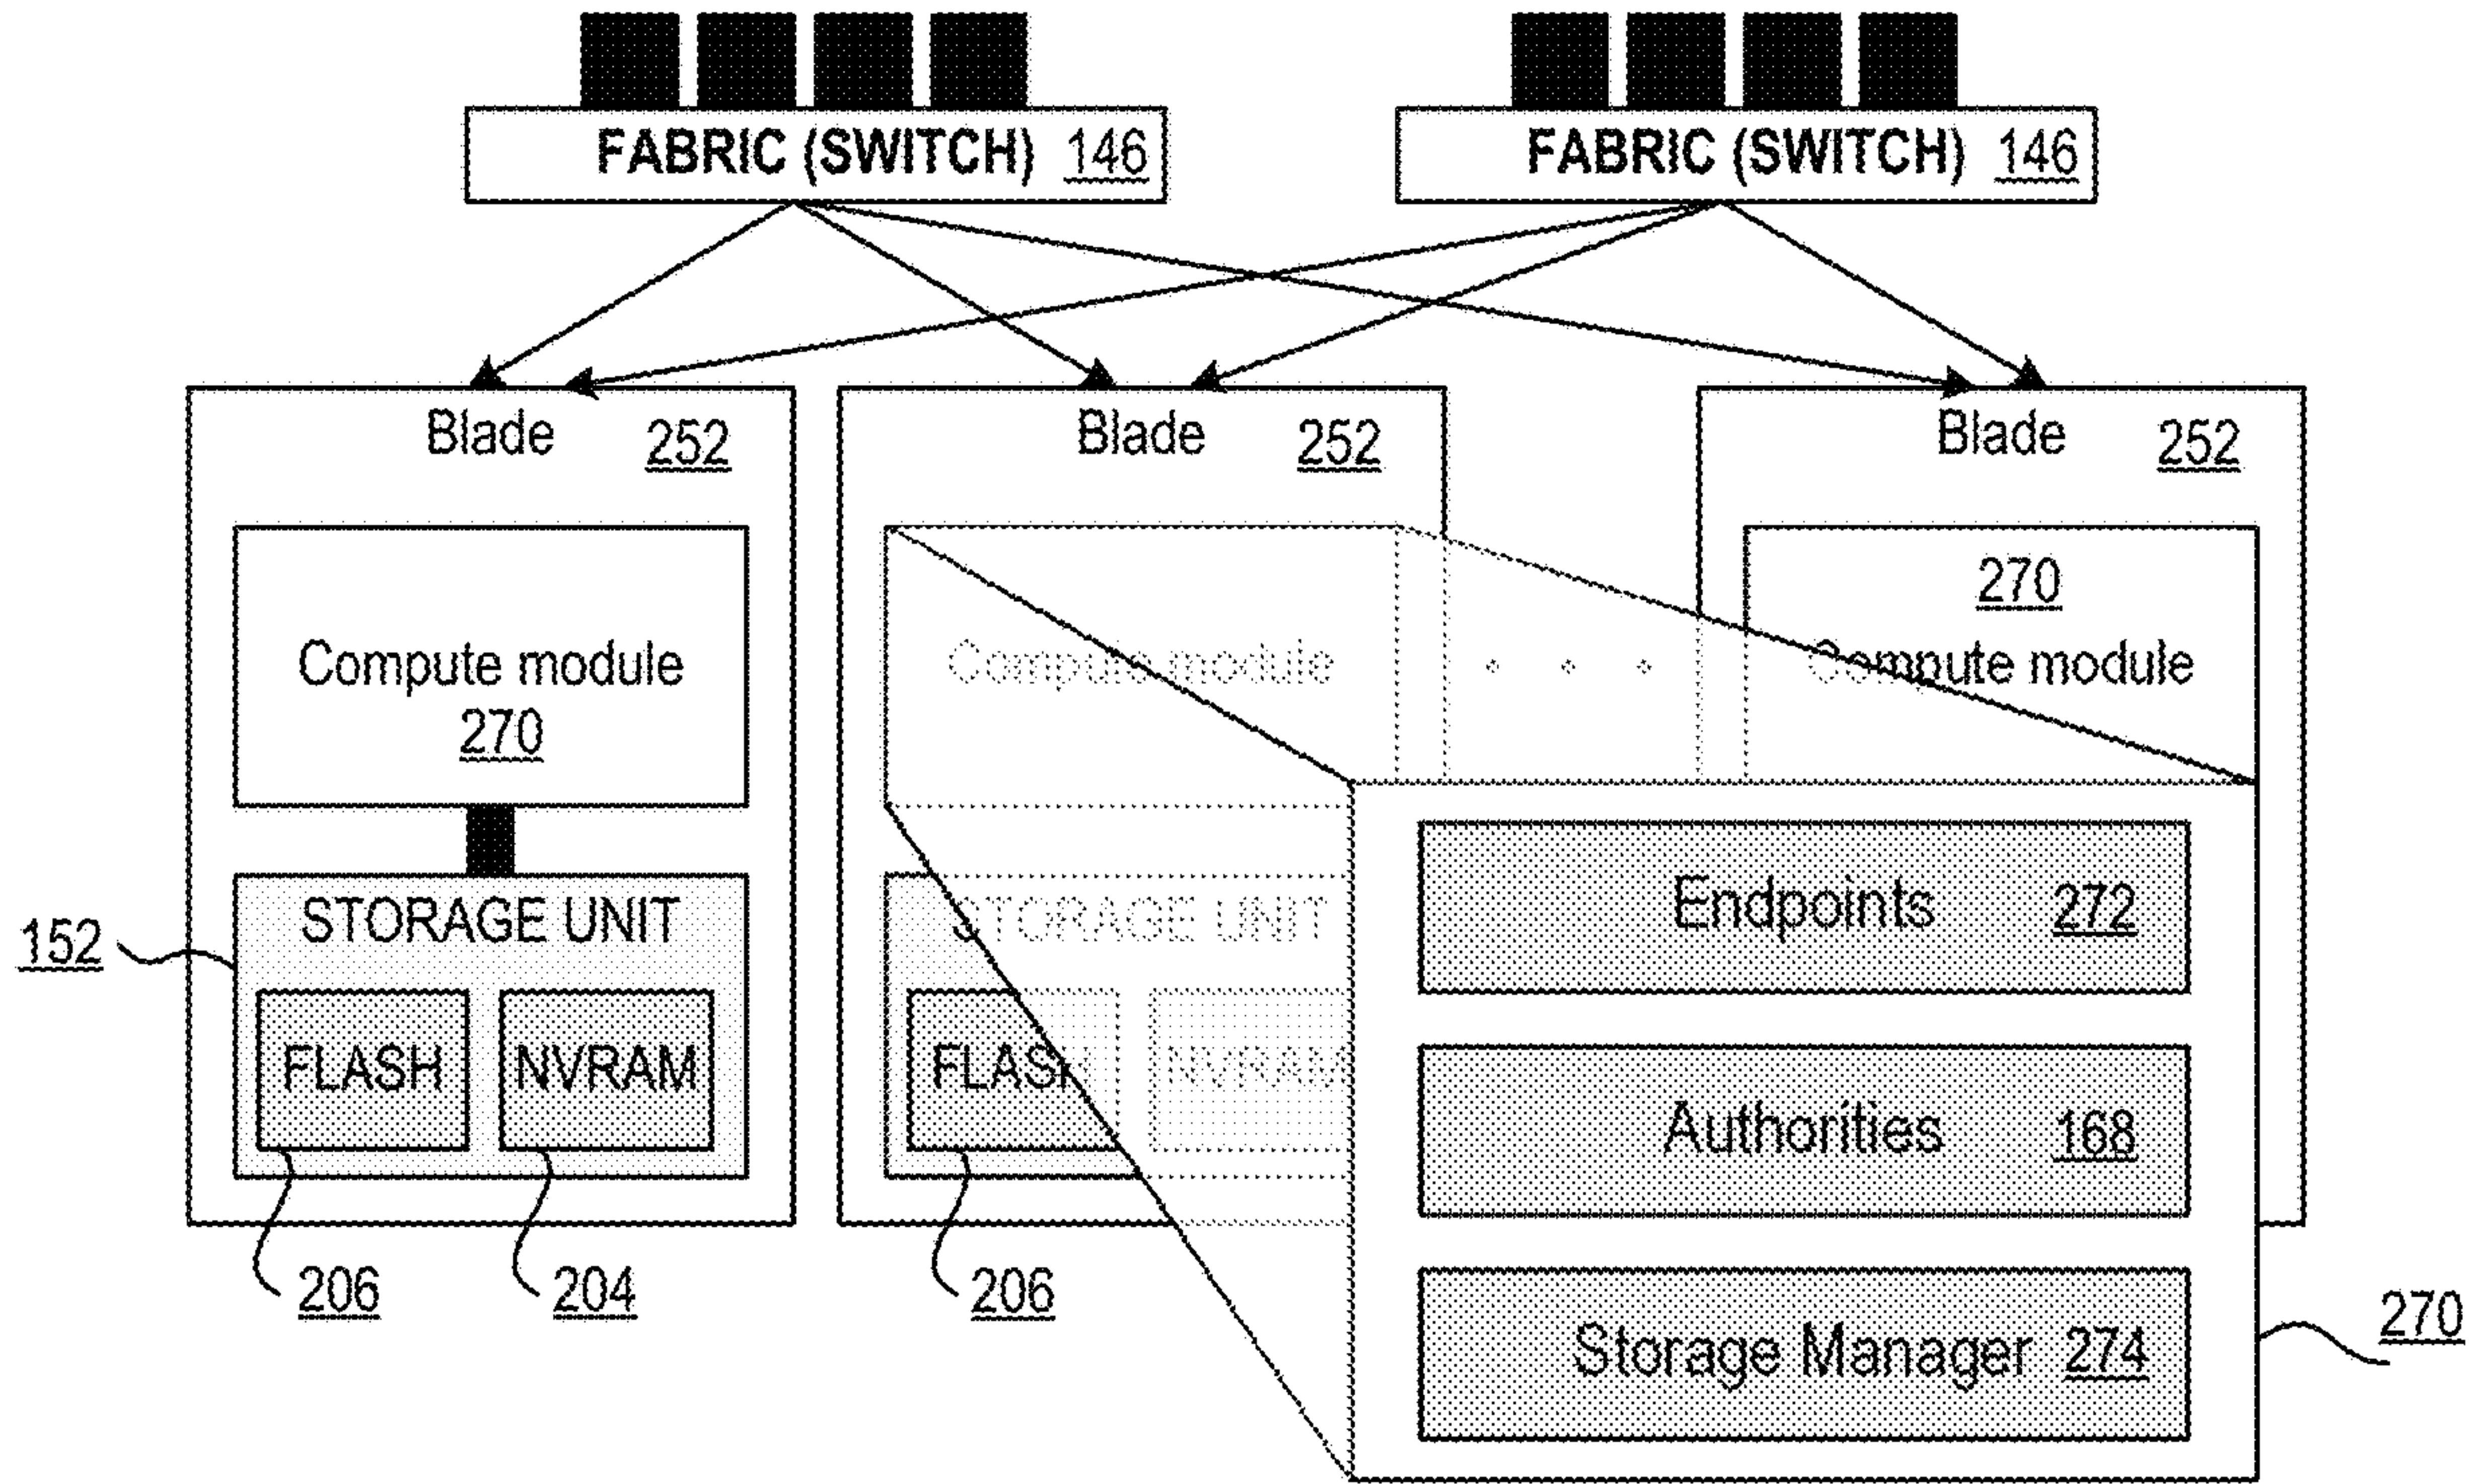 FABRIC (SWITCH) 146
FABRIC (SWITCH) 146
Blade 252
Blade 252
Blade 252
Compute module
270
Compute module
. . .
270
Compute module
152
STORAGE UNIT
FLASH
NVRAM
206
204
STORAGE UNIT
FLASH
NVRAM
206
Endpoints 272
Authorities 168
Storage Manager 274
270